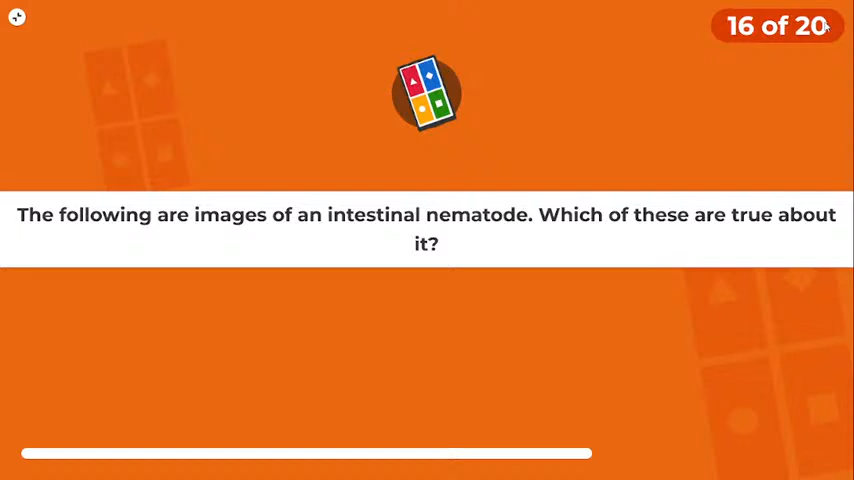 16 of 20
The following are images of an intestinal nematode. Which of these are true about
it?